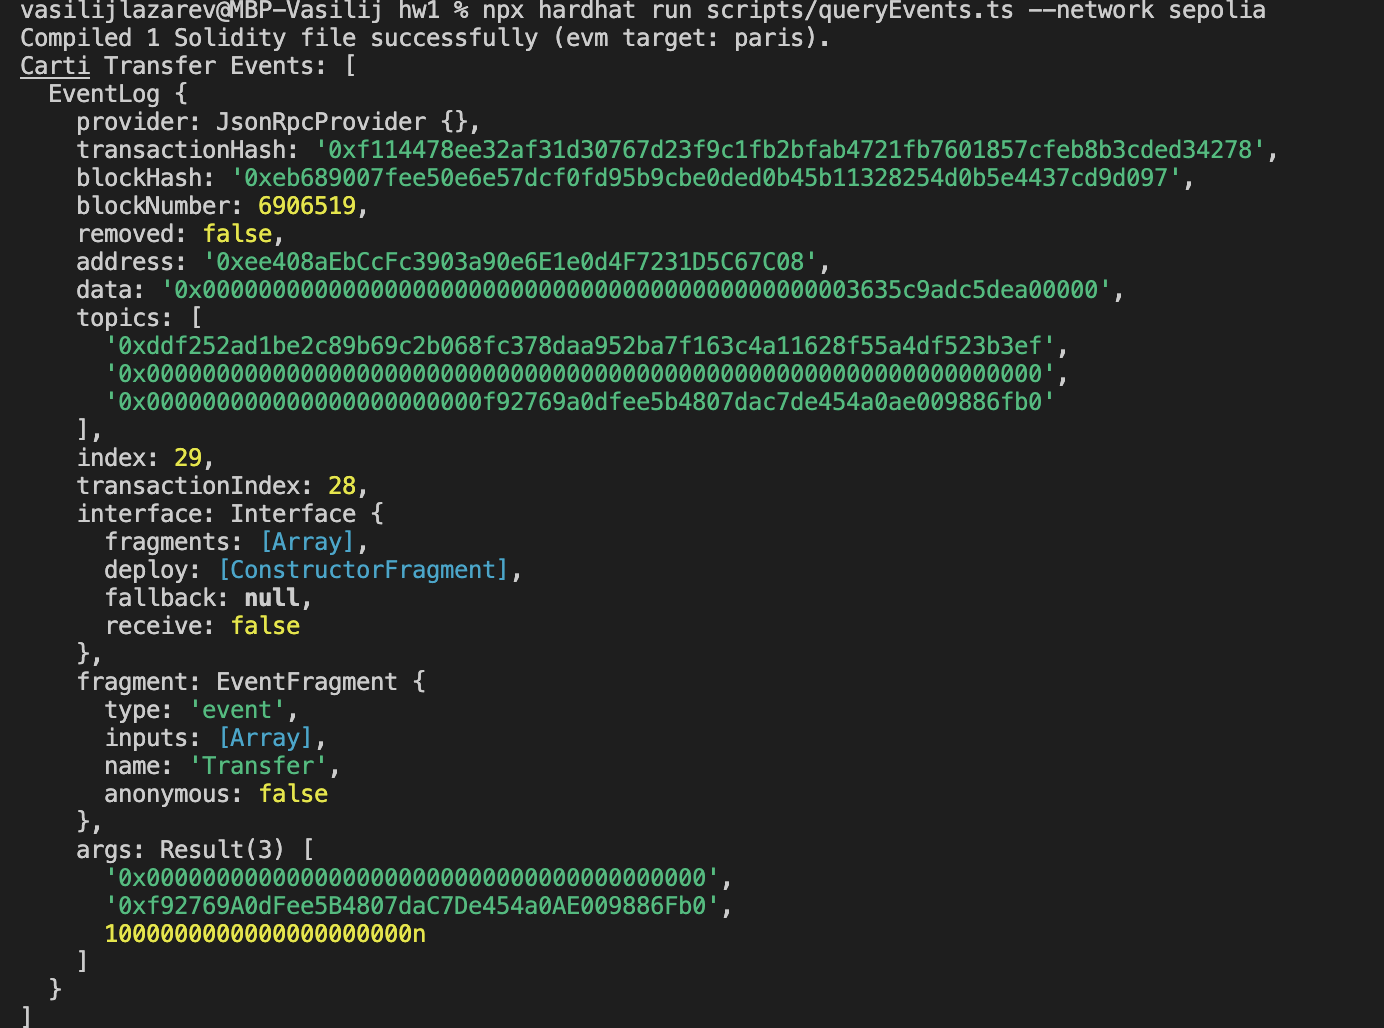 vasilijlazarev@MBP-Vasilij hw1 % npx hardhat run scripts/queryEvents.ts --network sepolia
Compiled 1 Solidity file successfully (evm target: paris).
Carti Transfer Events: [
  EventLog {
    provider: JsonRpcProvider {},
    transactionHash: '0xf114478ee32af31d30767d23f9c1fb2bfab4721fb7601857cfeb8b3cded34278',
    blockHash: '0xeb689007fee50e6e57dcf0fd95b9cbe0ded0b45b11328254d0b5e4437cd9d097',
    blockNumber: 6906519,
    removed: false,
    address: '0xee408aEbCcFc3903a90e6E1e0d4F7231D5C67C08',
    data: '0x00000000000000000000000000000000000000000000003635c9adc5dea00000',
    topics: [
      '0xddf252ad1be2c89b69c2b068fc378daa952ba7f163c4a11628f55a4df523b3ef',
      '0x0000000000000000000000000000000000000000000000000000000000000000',
      '0x000000000000000000000000f92769a0dfee5b4807dac7de454a0ae009886fb0'
    ],
    index: 29,
    transactionIndex: 28,
    interface: Interface {
      fragments: [Array],
      deploy: [ConstructorFragment],
      fallback: null,
      receive: false
    },
    fragment: EventFragment {
      type: 'event',
      inputs: [Array],
      name: 'Transfer',
      anonymous: false
    },
    args: Result(3) [
      '0x0000000000000000000000000000000000000000',
      '0xf92769A0dFee5B4807daC7De454a0AE009886Fb0',
      1000000000000000000000n
    ]
  }
]